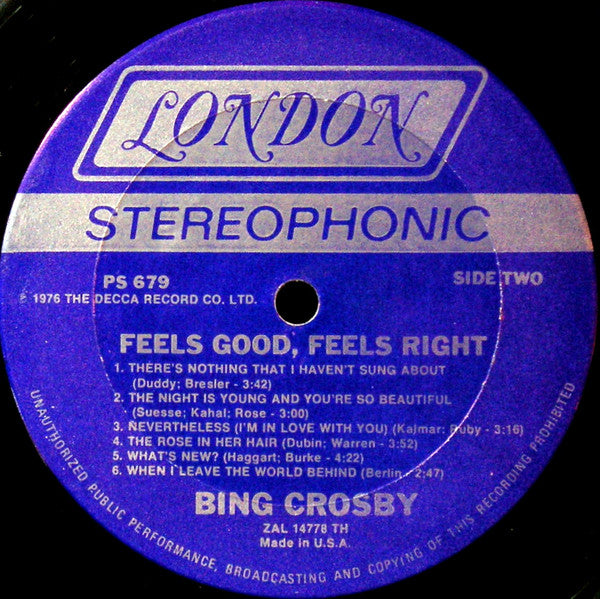 LONDON
STEREOPHONIC
PS 679
SIDE TWO
℗ 1976 THE DECCA RECORD CO. LTD.
FEELS GOOD, FEELS RIGHT
1. THERE'S NOTHING THAT I HAVEN'T SUNG ABOUT
(Duddy; Bresler - 3:42)
2. THE NIGHT IS YOUNG AND YOU'RE SO BEAUTIFUL
(Suesse; Kahal; Rose - 3:00)
3. NEVERTHELESS (I'M IN LOVE WITH YOU) (Kalmar; Ruby - 3:16)
4. THE ROSE IN HER HAIR (Dubin; Warren - 3:52)
5. WHAT'S NEW? (Haggart; Burke - 4:22)
6. WHEN I LEAVE THE WORLD BEHIND (Berlin - 2:47)
BING CROSBY
ZAL 14778 TH
Made in U.S.A.
UNAUTHORIZED PUBLIC PERFORMANCE, BROADCASTING AND COPYING OF THIS RECORDING PROHIBITED